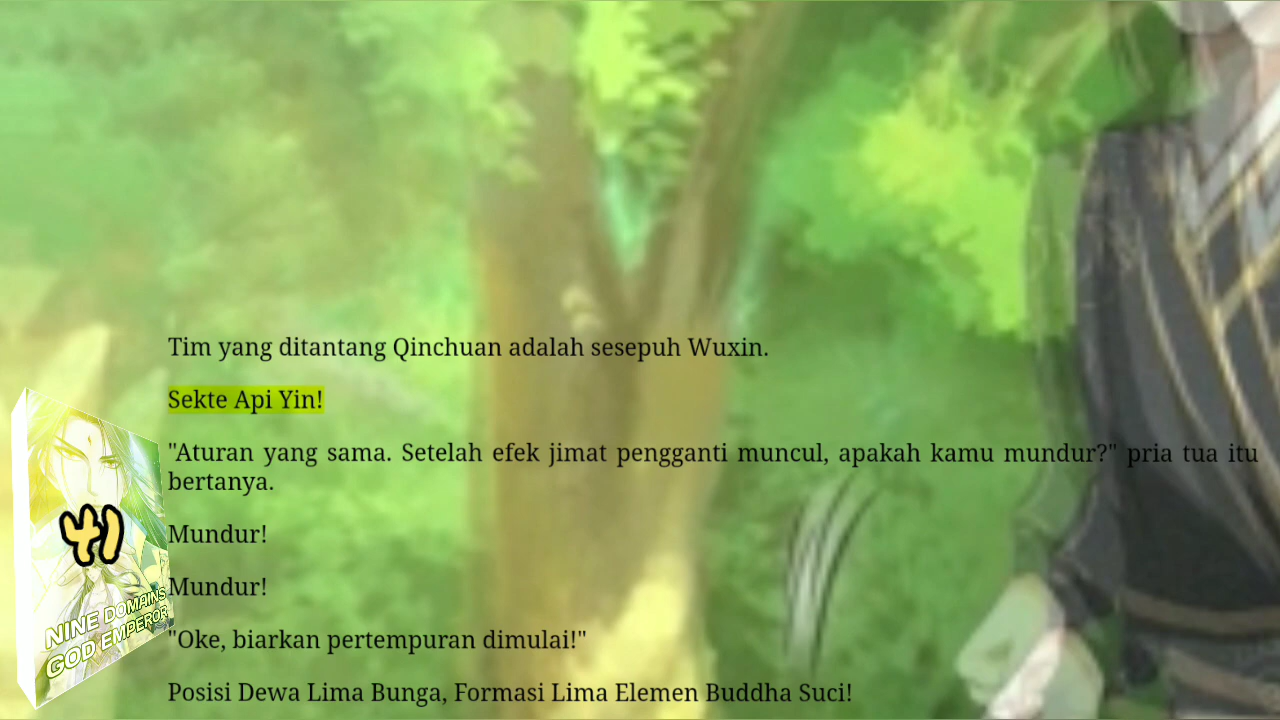 Tim yang ditantang Qinchuan adalah sesepuh Wuxin.
Sekte Api Yin!
"Aturan yang sama. Setelah efek jimat pengganti muncul, apakah kamu mundur?" pria tua itu
bertanya.
Mundur!
Mundur!
"Oke, biarkan pertempuran dimulai!"
Posisi Dewa Lima Bunga, Formasi Lima Elemen Buddha Suci!
41
NINE DOMAINS
GOD EMPEROR